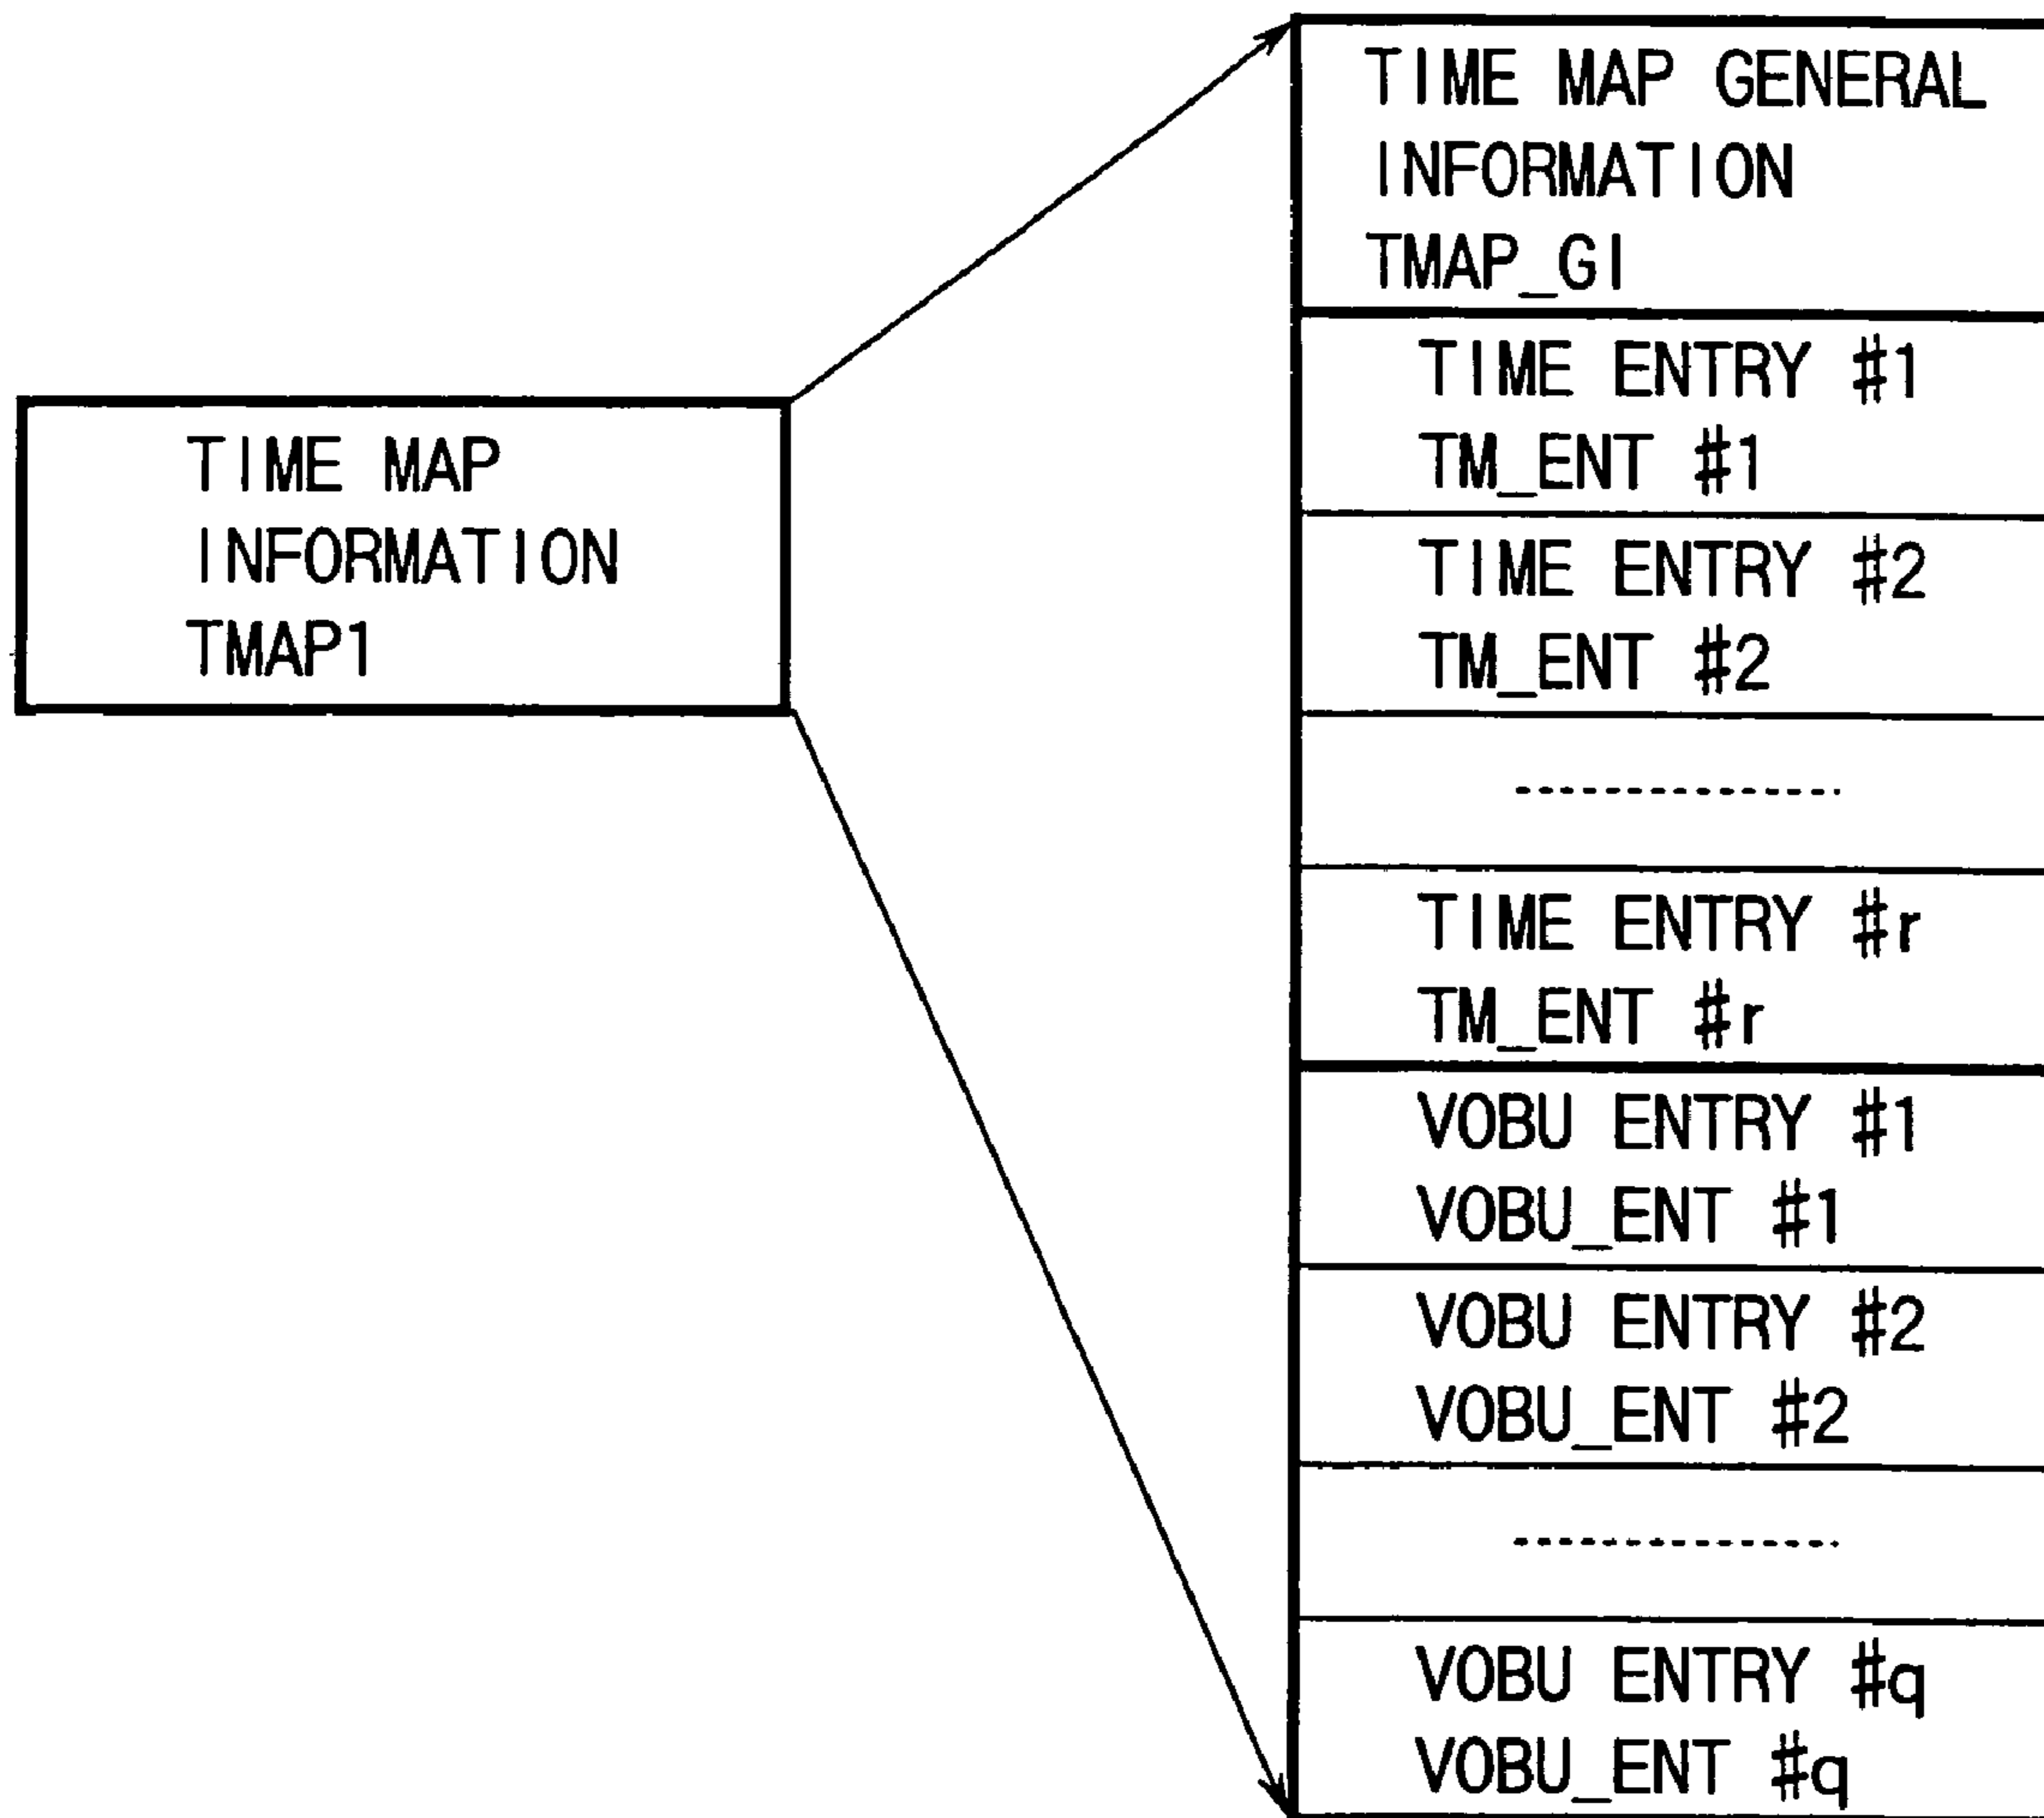 TIME MAP
INFORMATION
TMAP1
TIME MAP GENERAL
INFORMATION
TMAP_GI
TIME ENTRY #1
TM_ENT #1
TIME ENTRY #2
TM_ENT #2
TIME ENTRY #r
TM_ENT #r
VOBU ENTRY #1
VOBU_ENT #1
VOBU ENTRY #2
VOBU_ENT #2
VOBU ENTRY #q
VOBU_ENT #q